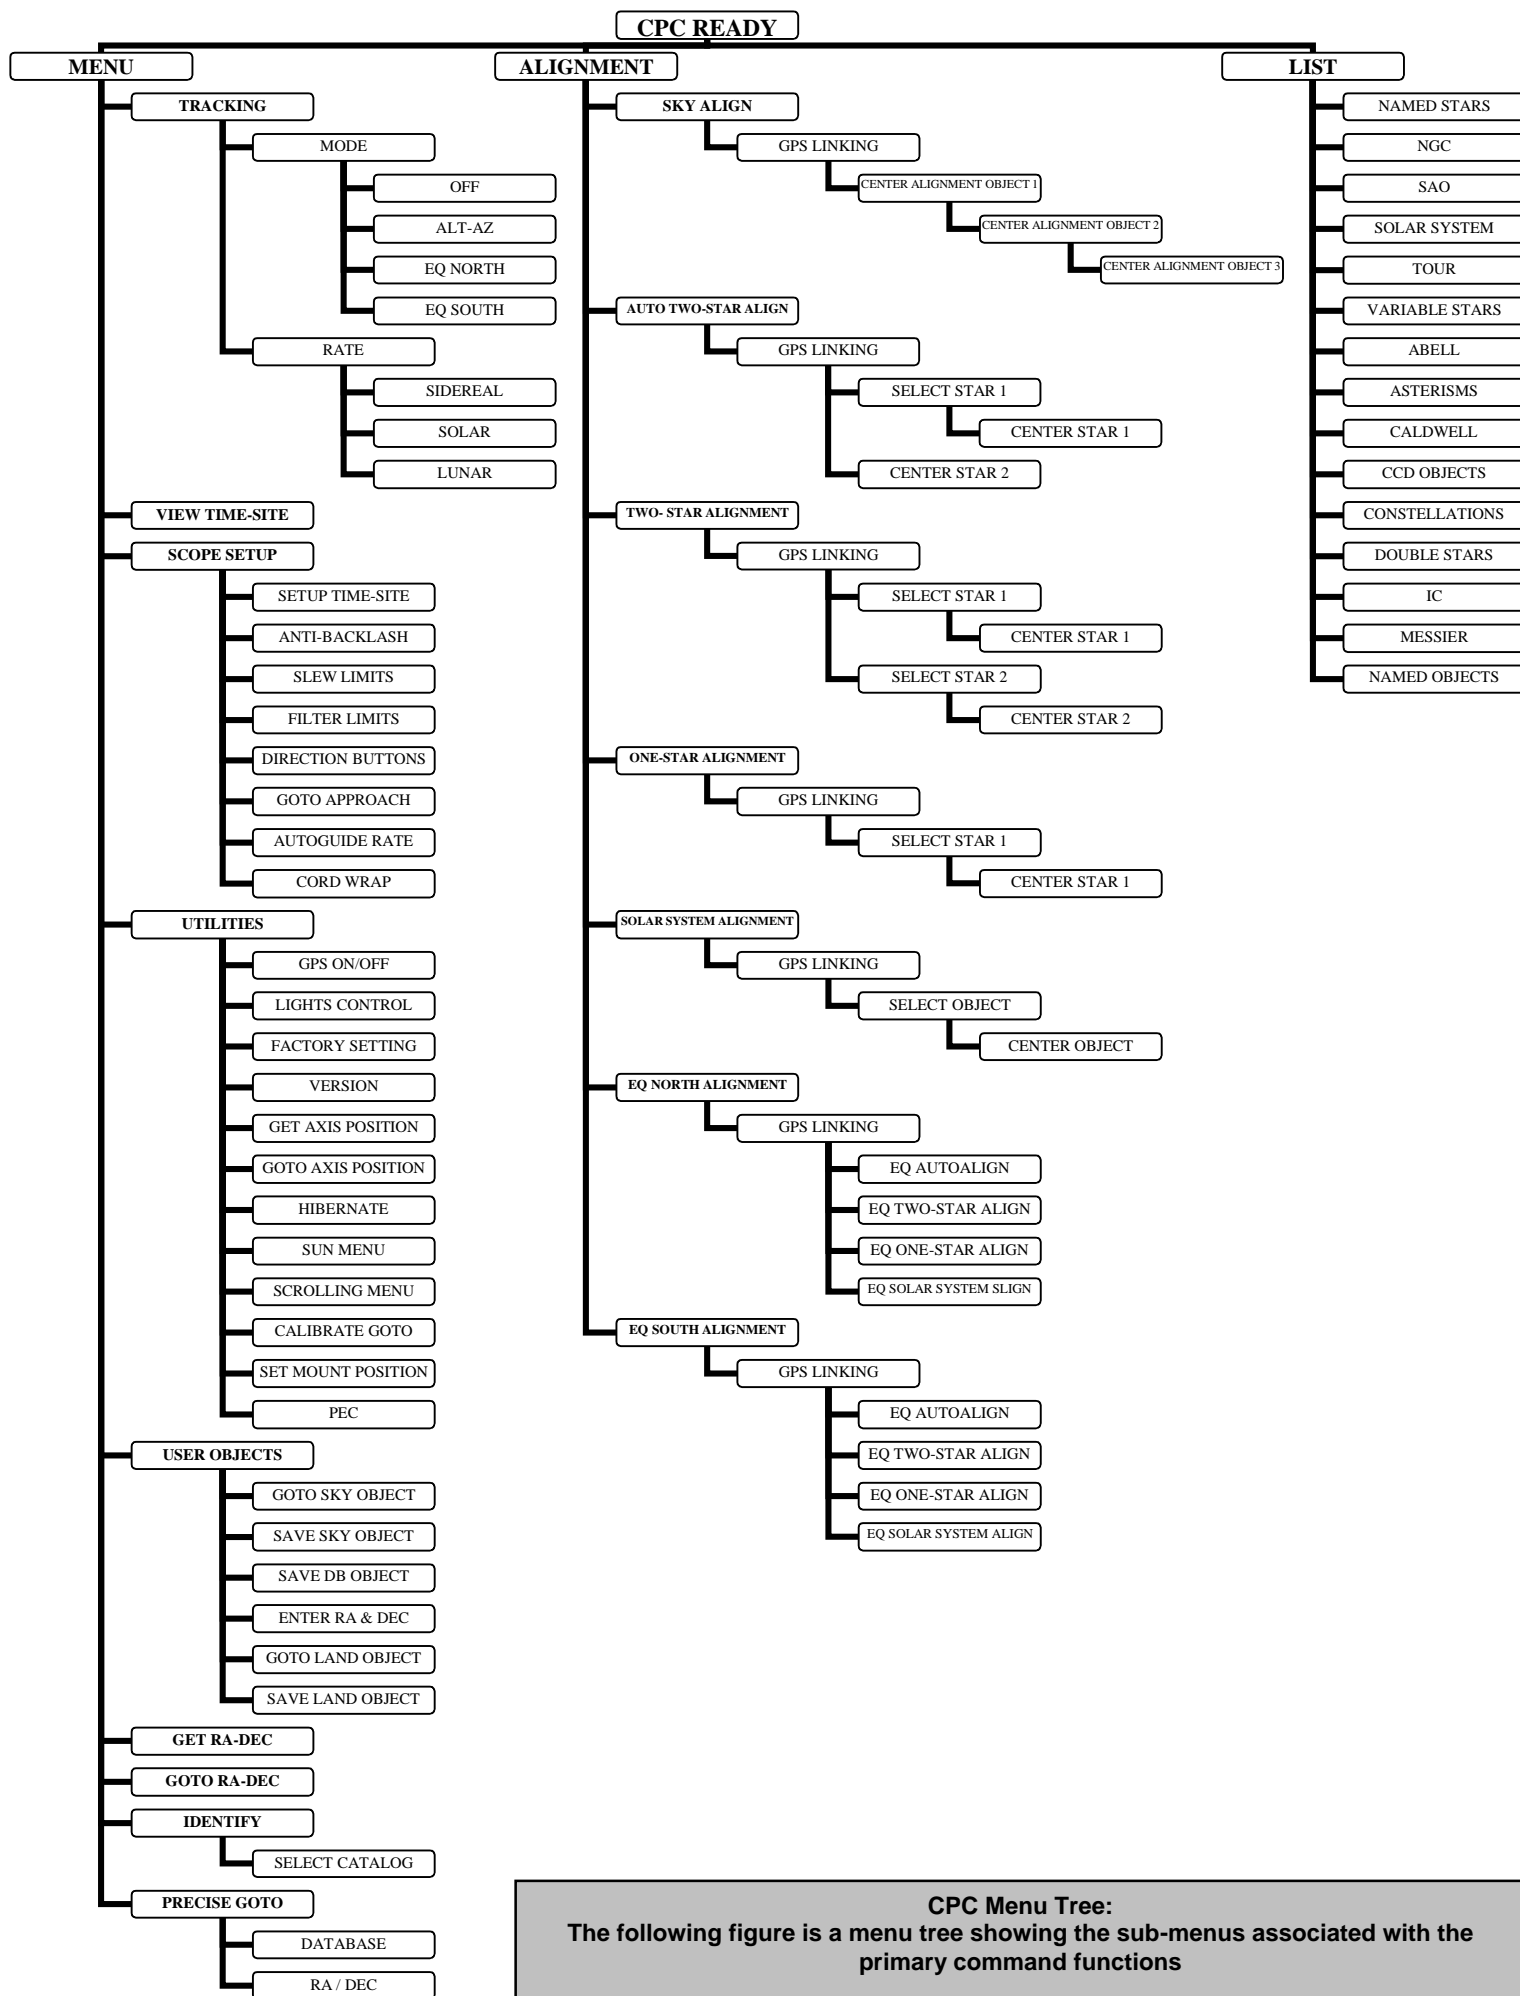 CPC READY
MENU
TRACKING
MODE
OFF
ALT-AZ
EQ NORTH
EQ SOUTH
RATE
SIDEREAL
SOLAR
LUNAR
VIEW TIME-SITE
SCOPE SETUP
SETUP TIME-SITE
ANTI-BACKLASH
SLEW LIMITS
FILTER LIMITS
DIRECTION BUTTONS
GOTO APPROACH
AUTOGUIDE RATE
CORD WRAP
UTILITIES
GPS ON/OFF
LIGHTS CONTROL
FACTORY SETTING
VERSION
GET AXIS POSITION
GOTO AXIS POSITION
HIBERNATE
SUN MENU
SCROLLING MENU
CALIBRATE GOTO
SET MOUNT POSITION
PEC
USER OBJECTS
GOTO SKY OBJECT
SAVE SKY OBJECT
SAVE DB OBJECT
ENTER RA & DEC
GOTO LAND OBJECT
SAVE LAND OBJECT
GET RA-DEC
GOTO RA-DEC
IDENTIFY
SELECT CATALOG
PRECISE GOTO
DATABASE
RA / DEC
ALIGNMENT
SKY ALIGN
GPS LINKING
CENTER ALIGNMENT OBJECT 1
CENTER ALIGNMENT OBJECT 2
CENTER ALIGNMENT OBJECT 3
AUTO TWO-STAR ALIGN
GPS LINKING
SELECT STAR 1
CENTER STAR 1
CENTER STAR 2
TWO- STAR ALIGNMENT
GPS LINKING
SELECT STAR 1
CENTER STAR 1
SELECT STAR 2
CENTER STAR 2
ONE-STAR ALIGNMENT
GPS LINKING
SELECT STAR 1
CENTER STAR 1
SOLAR SYSTEM ALIGNMENT
GPS LINKING
SELECT OBJECT
CENTER OBJECT
EQ NORTH ALIGNMENT
GPS LINKING
EQ AUTOALIGN
EQ TWO-STAR ALIGN
EQ ONE-STAR ALIGN
EQ SOLAR SYSTEM SLIGN
EQ SOUTH ALIGNMENT
GPS LINKING
EQ AUTOALIGN
EQ TWO-STAR ALIGN
EQ ONE-STAR ALIGN
EQ SOLAR SYSTEM ALIGN
LIST
NAMED STARS
NGC
SAO
SOLAR SYSTEM
TOUR
VARIABLE STARS
ABELL
ASTERISMS
CALDWELL
CCD OBJECTS
CONSTELLATIONS
DOUBLE STARS
IC
MESSIER
NAMED OBJECTS
CPC Menu Tree:
The following figure is a menu tree showing the sub-menus associated with the
primary command functions